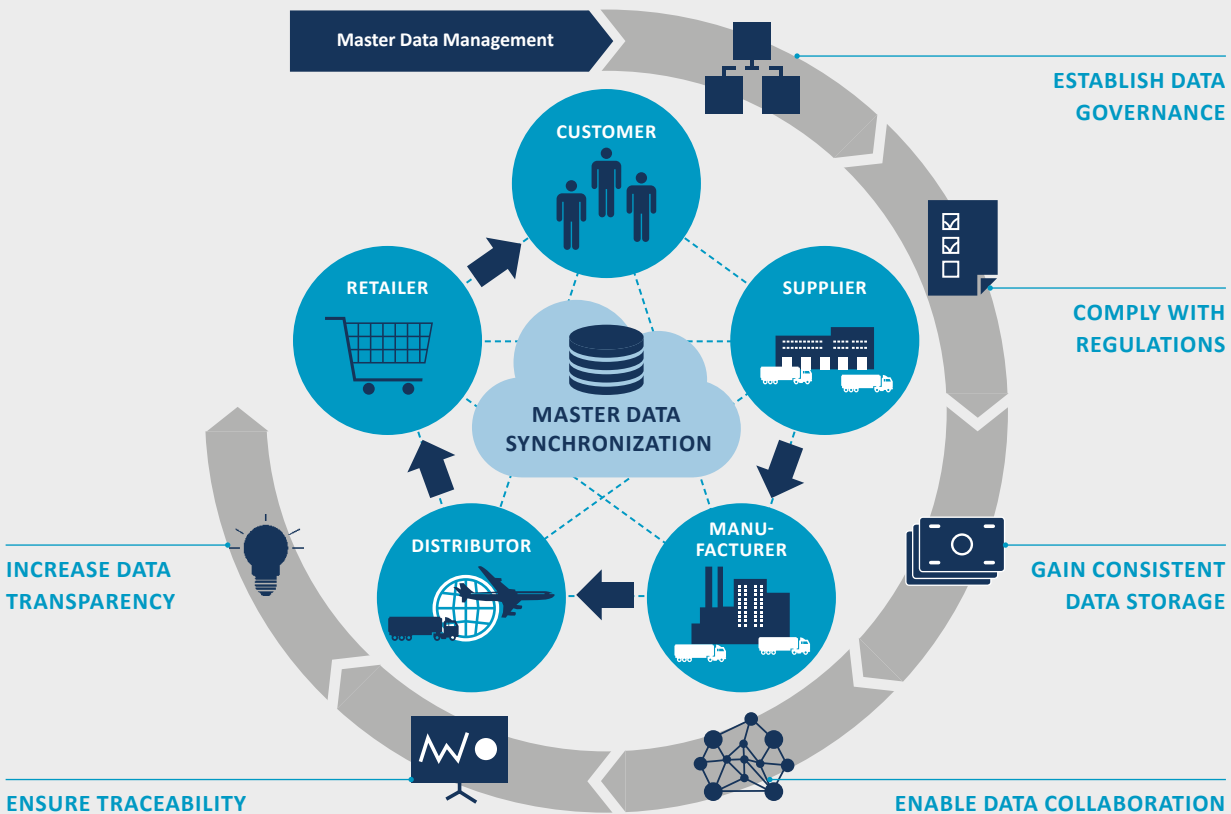 Master Data Management
ESTABLISH DATA
GOVERNANCE
CUSTOMER
RETAILER
SUPPLIER
COMPLY WITH
REGULATIONS
MASTER DATA
SYNCHRONIZATION
DISTRIBUTOR
MANU-
FACTURER
INCREASE DATA
TRANSPARENCY
GAIN CONSISTENT
DATA STORAGE
ENSURE TRACEABILITY
ENABLE DATA COLLABORATION